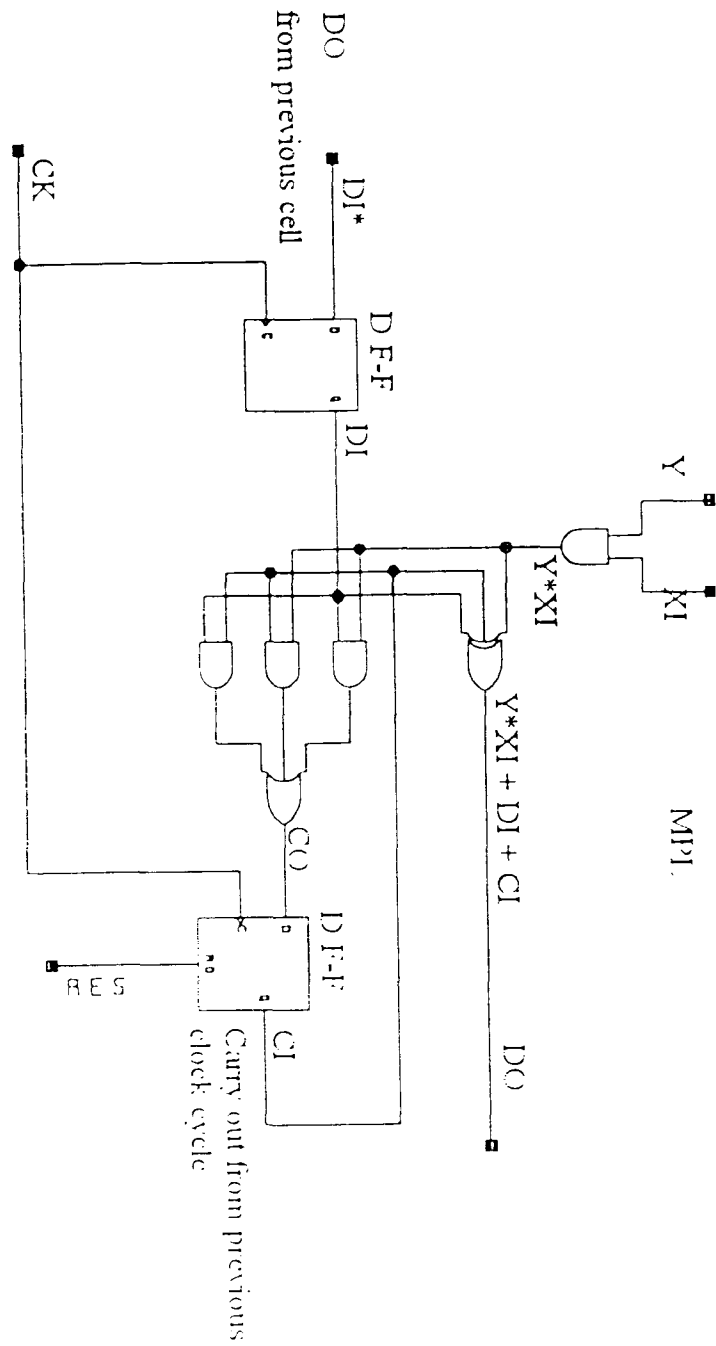 MPL
Y
XI
Y*XI
Y*XI + DI + CI
DO
DO
from previous cell
DI*
D F-F
D
C
DI
CO
D F-F
D
CI
Carry out from previous
clock cycle
CK
RES